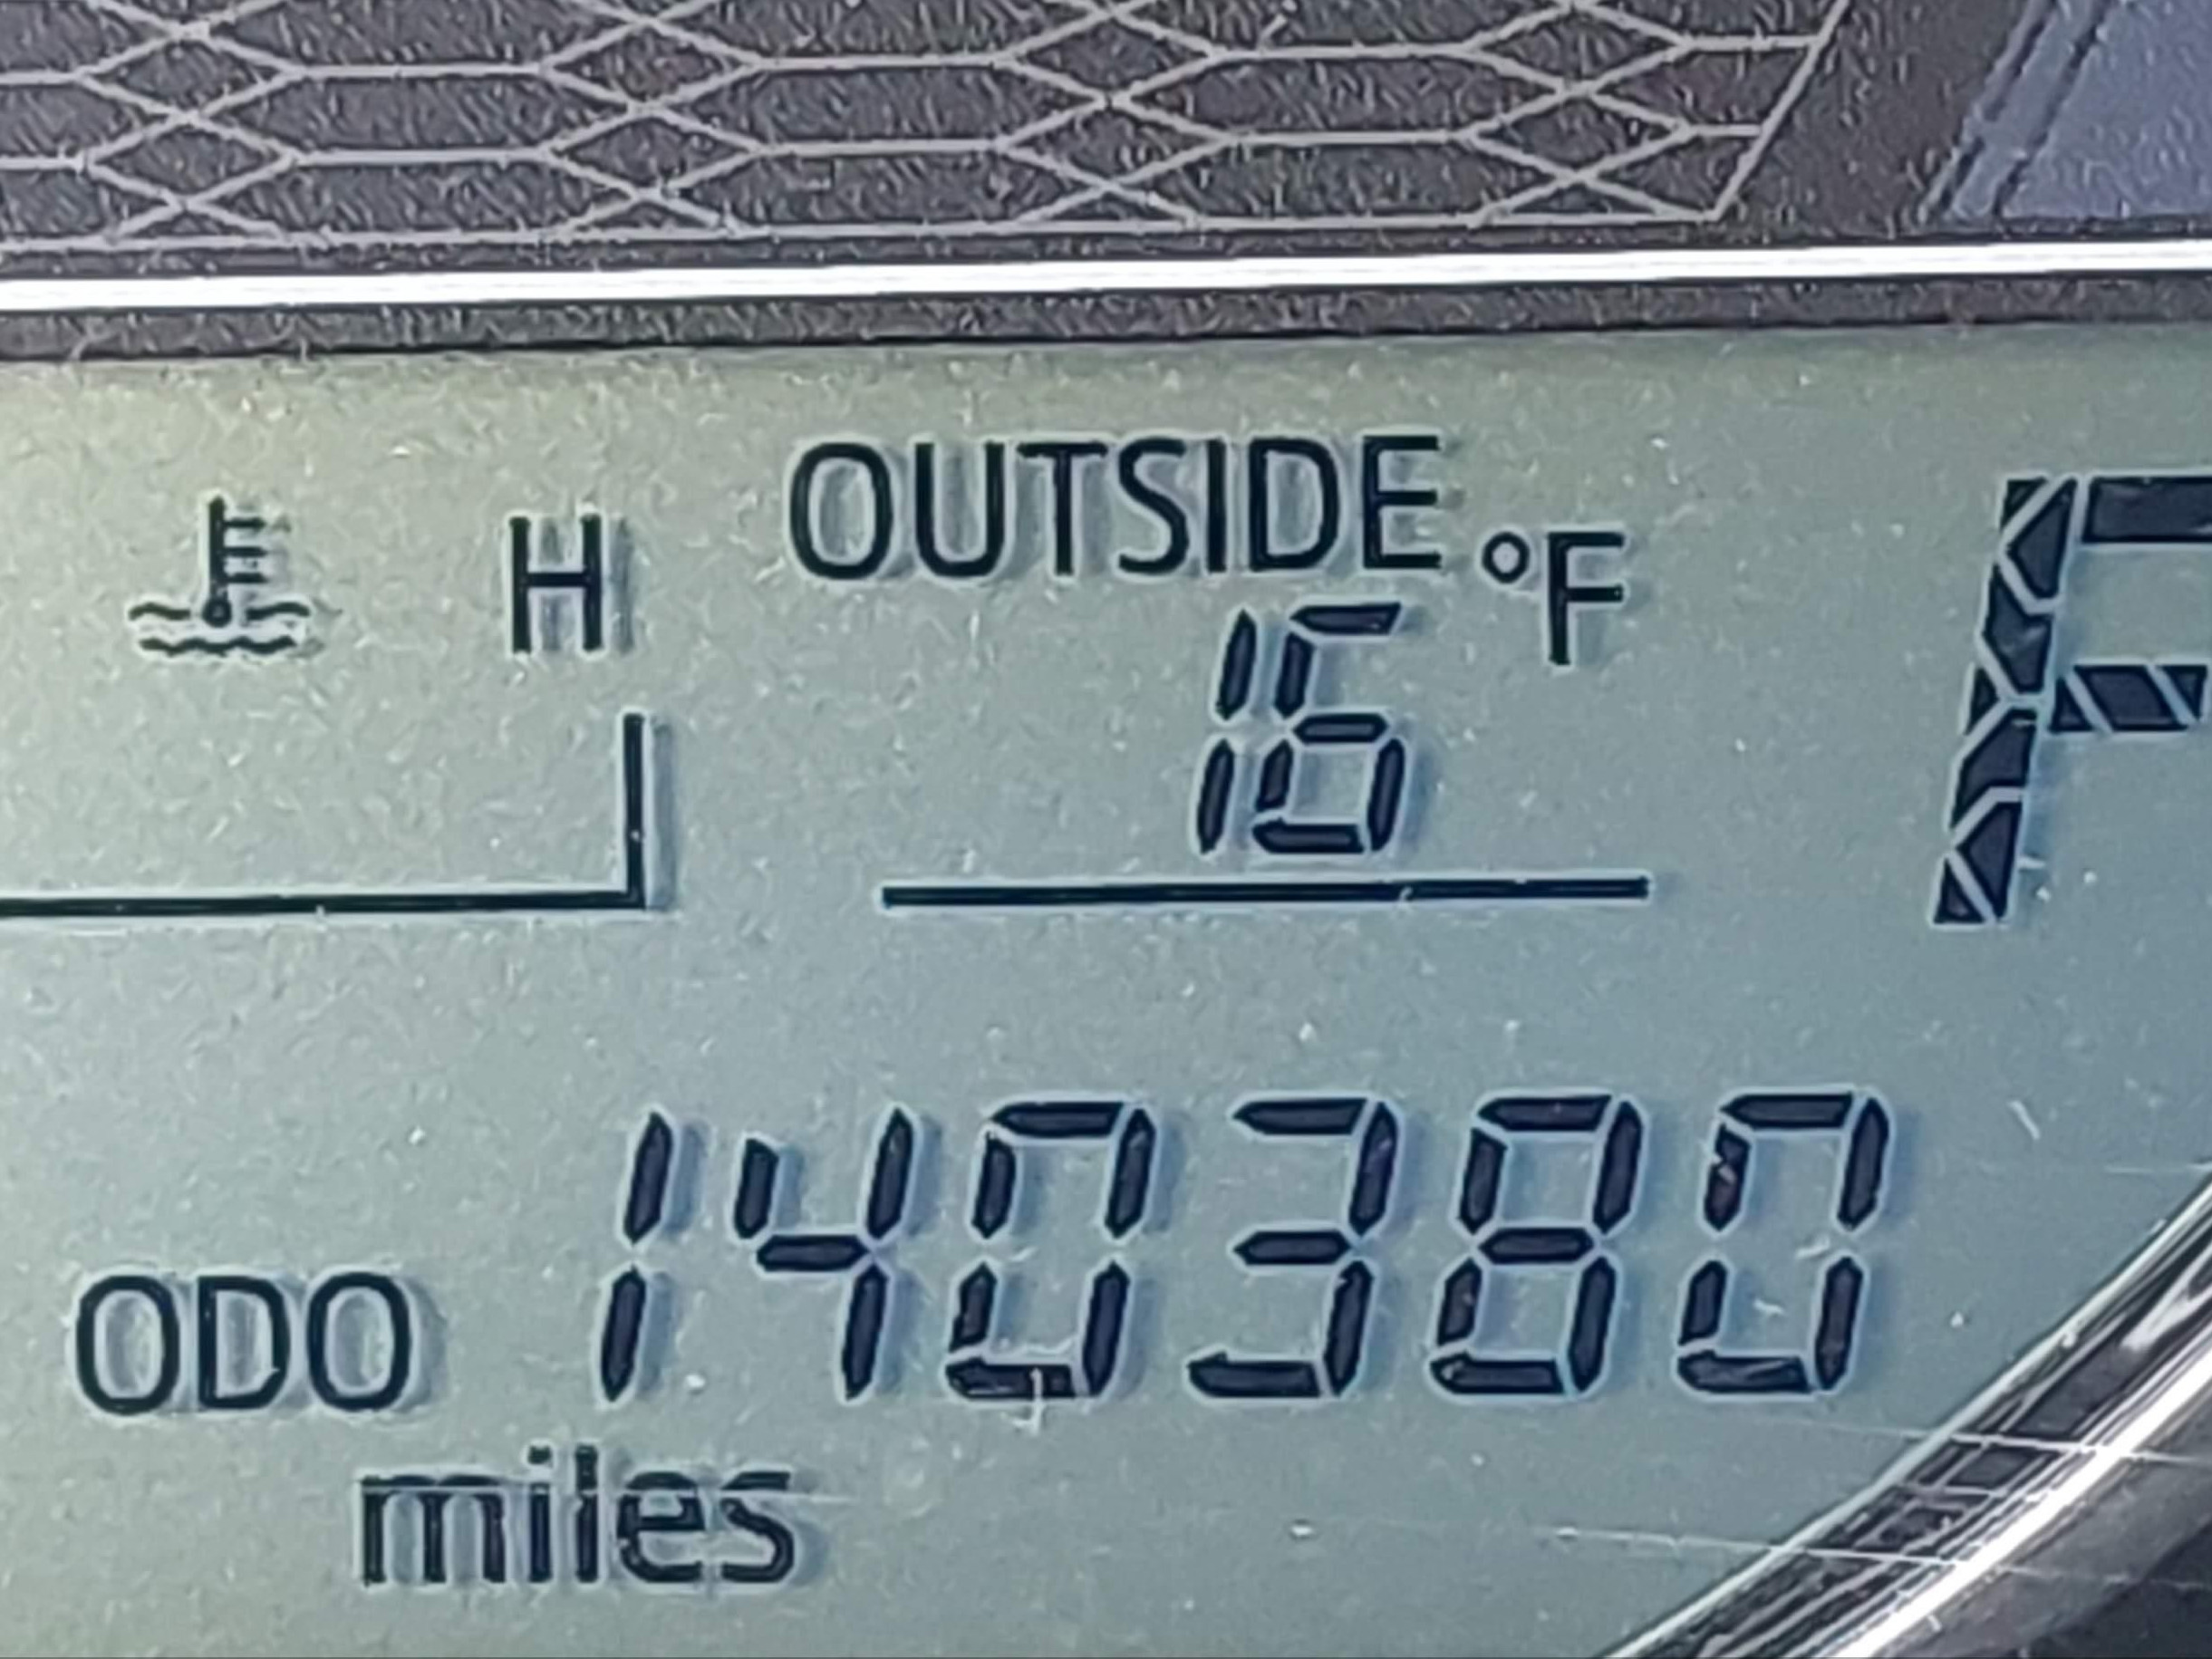 H
OUTSIDE °F
16
ODO 140380
miles